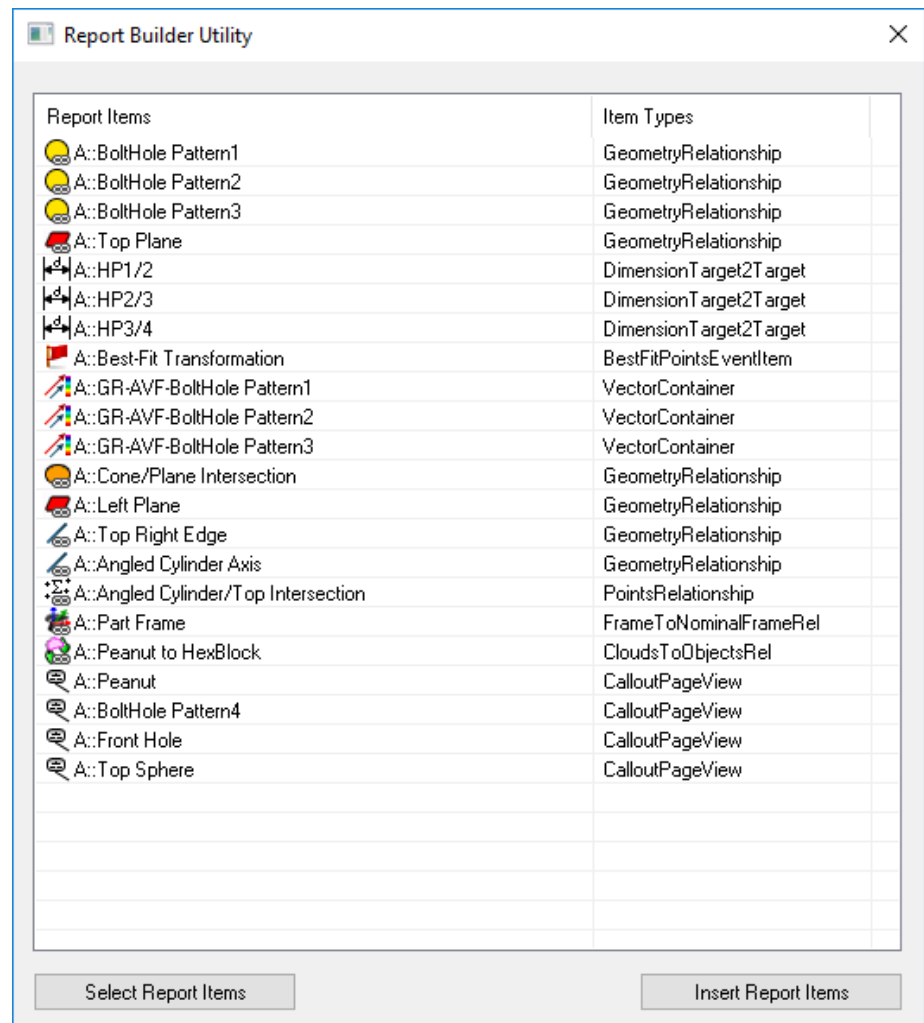 Report Builder Utility
Report Items Item Types
A::BoltHole Pattern1 GeometryRelationship
A::BoltHole Pattern2 GeometryRelationship
A::BoltHole Pattern3 GeometryRelationship
A::Top Plane GeometryRelationship
A::HP1/2 DimensionTarget2Target
A::HP2/3 DimensionTarget2Target
A::HP3/4 DimensionTarget2Target
A::Best-Fit Transformation BestFitPointsEventItem
A::GR-AVF-BoltHole Pattern1 VectorContainer
A::GR-AVF-BoltHole Pattern2 VectorContainer
A::GR-AVF-BoltHole Pattern3 VectorContainer
A::Cone/Plane Intersection GeometryRelationship
A::Left Plane GeometryRelationship
A::Top Right Edge GeometryRelationship
A::Angled Cylinder Axis GeometryRelationship
A::Angled Cylinder/Top Intersection PointsRelationship
A::Part Frame FrameToNominalFrameRel
A::Peanut to HexBlock CloudsToObjectsRel
A::Peanut CalloutPageView
A::BoltHole Pattern4 CalloutPageView
A::Front Hole CalloutPageView
A::Top Sphere CalloutPageView
Select Report Items Insert Report Items